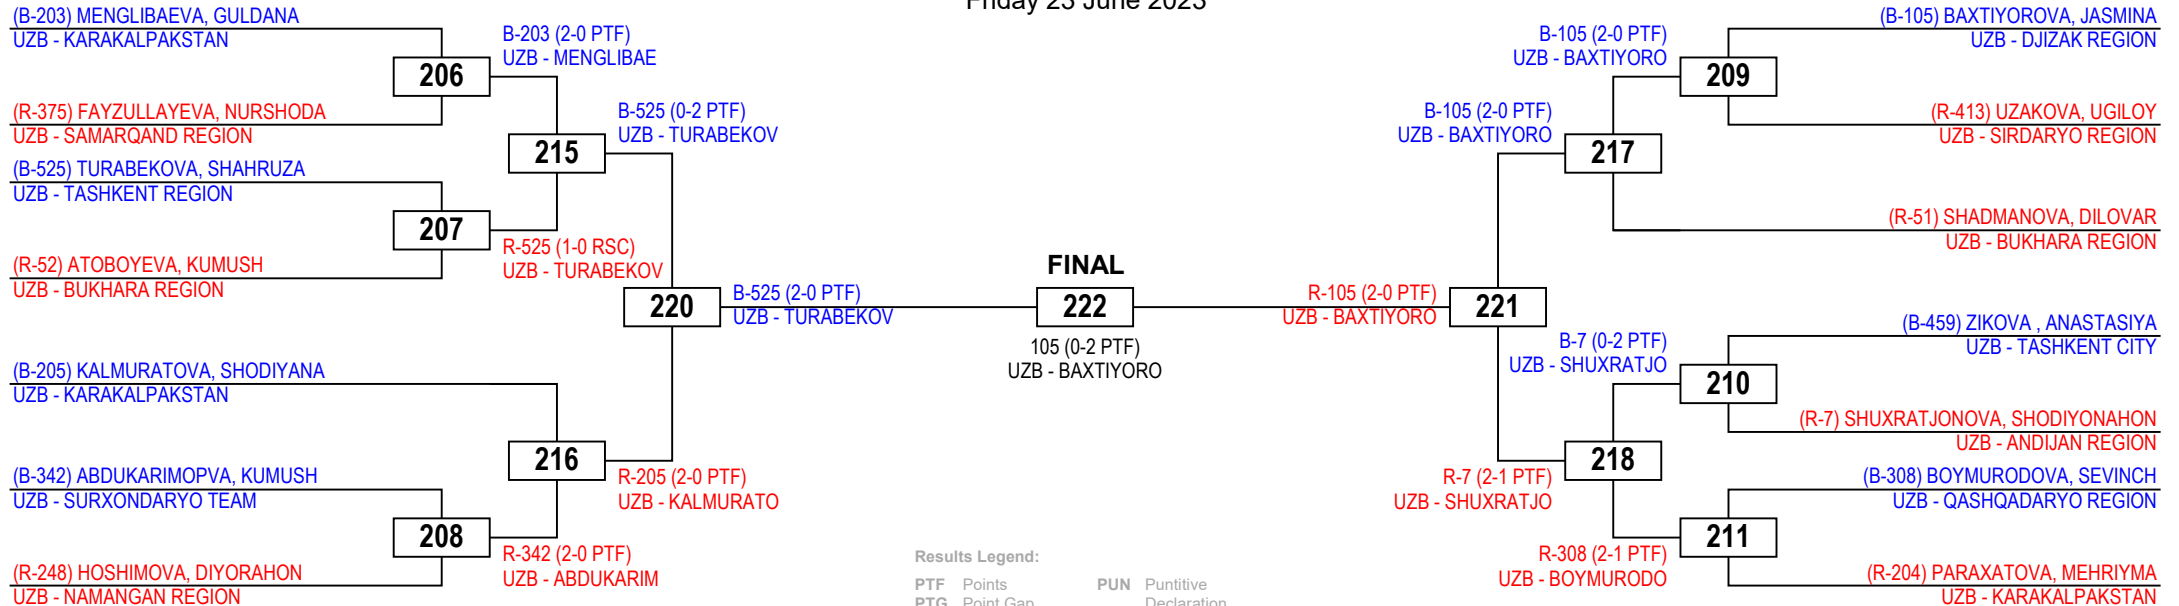 Friday 23 June 2023
(B-203) MENGLIBAEVA, GULDANA
UZB - KARAKALPAKSTAN
206
(R-375) FAYZULLAYEVA, NURSHODA
UZB - SAMARQAND REGION
B-203 (2-0 PTF)
UZB - MENGLIBAE
215
(B-525) TURABEKOVA, SHAHRUZA
UZB - TASHKENT REGION
207
(R-52) ATOBOYEVA, KUMUSH
UZB - BUKHARA REGION
R-525 (1-0 RSC)
UZB - TURABEKOV
B-525 (0-2 PTF)
UZB - TURABEKOV
220
(B-205) KALMURATOVA, SHODIYANA
UZB - KARAKALPAKSTAN
216
(B-342) ABDUKARIMOPVA, KUMUSH
UZB - SURXONDARYO TEAM
208
(R-248) HOSHIMOVA, DIYORAHON
UZB - NAMANGAN REGION
R-342 (2-0 PTF)
UZB - ABDUKARIM
R-205 (2-0 PTF)
UZB - KALMURATO
B-525 (2-0 PTF)
UZB - TURABEKOV
FINAL
222
105 (0-2 PTF)
UZB - BAXTIYORO
R-105 (2-0 PTF)
UZB - BAXTIYORO
221
B-105 (2-0 PTF)
UZB - BAXTIYORO
217
B-105 (2-0 PTF)
UZB - BAXTIYORO
209
(B-105) BAXTIYOROVA, JASMINA
UZB - DJIZAK REGION
(R-413) UZAKOVA, UGILOY
UZB - SIRDARYO REGION
(R-51) SHADMANOVA, DILOVAR
UZB - BUKHARA REGION
(B-459) ZIKOVA , ANASTASIYA
UZB - TASHKENT CITY
B-7 (0-2 PTF)
UZB - SHUXRATJO
210
(R-7) SHUXRATJONOVA, SHODIYONAHON
UZB - ANDIJAN REGION
218
R-7 (2-1 PTF)
UZB - SHUXRATJO
(B-308) BOYMURODOVA, SEVINCH
UZB - QASHQADARYO REGION
211
R-308 (2-1 PTF)
UZB - BOYMURODO
(R-204) PARAXATOVA, MEHRIYMA
UZB - KARAKALPAKSTAN
Results Legend:
PTF Points PUN Puntitive
PTG Point Gap Declaration